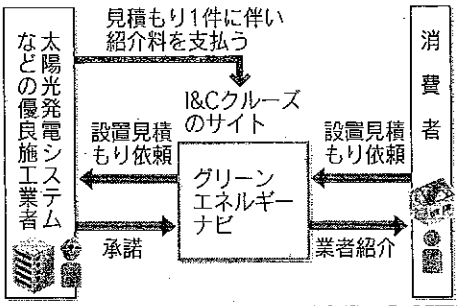 見積もり1件に伴い
紹介料を支払う
太陽光発電システム
などの優良施工業者
I&Cクルーズ
のサイト
消費者
設置見積
もり依頼
設置見積
もり依頼
グリーン
エネルギー
ナビ
承諾
業者紹介